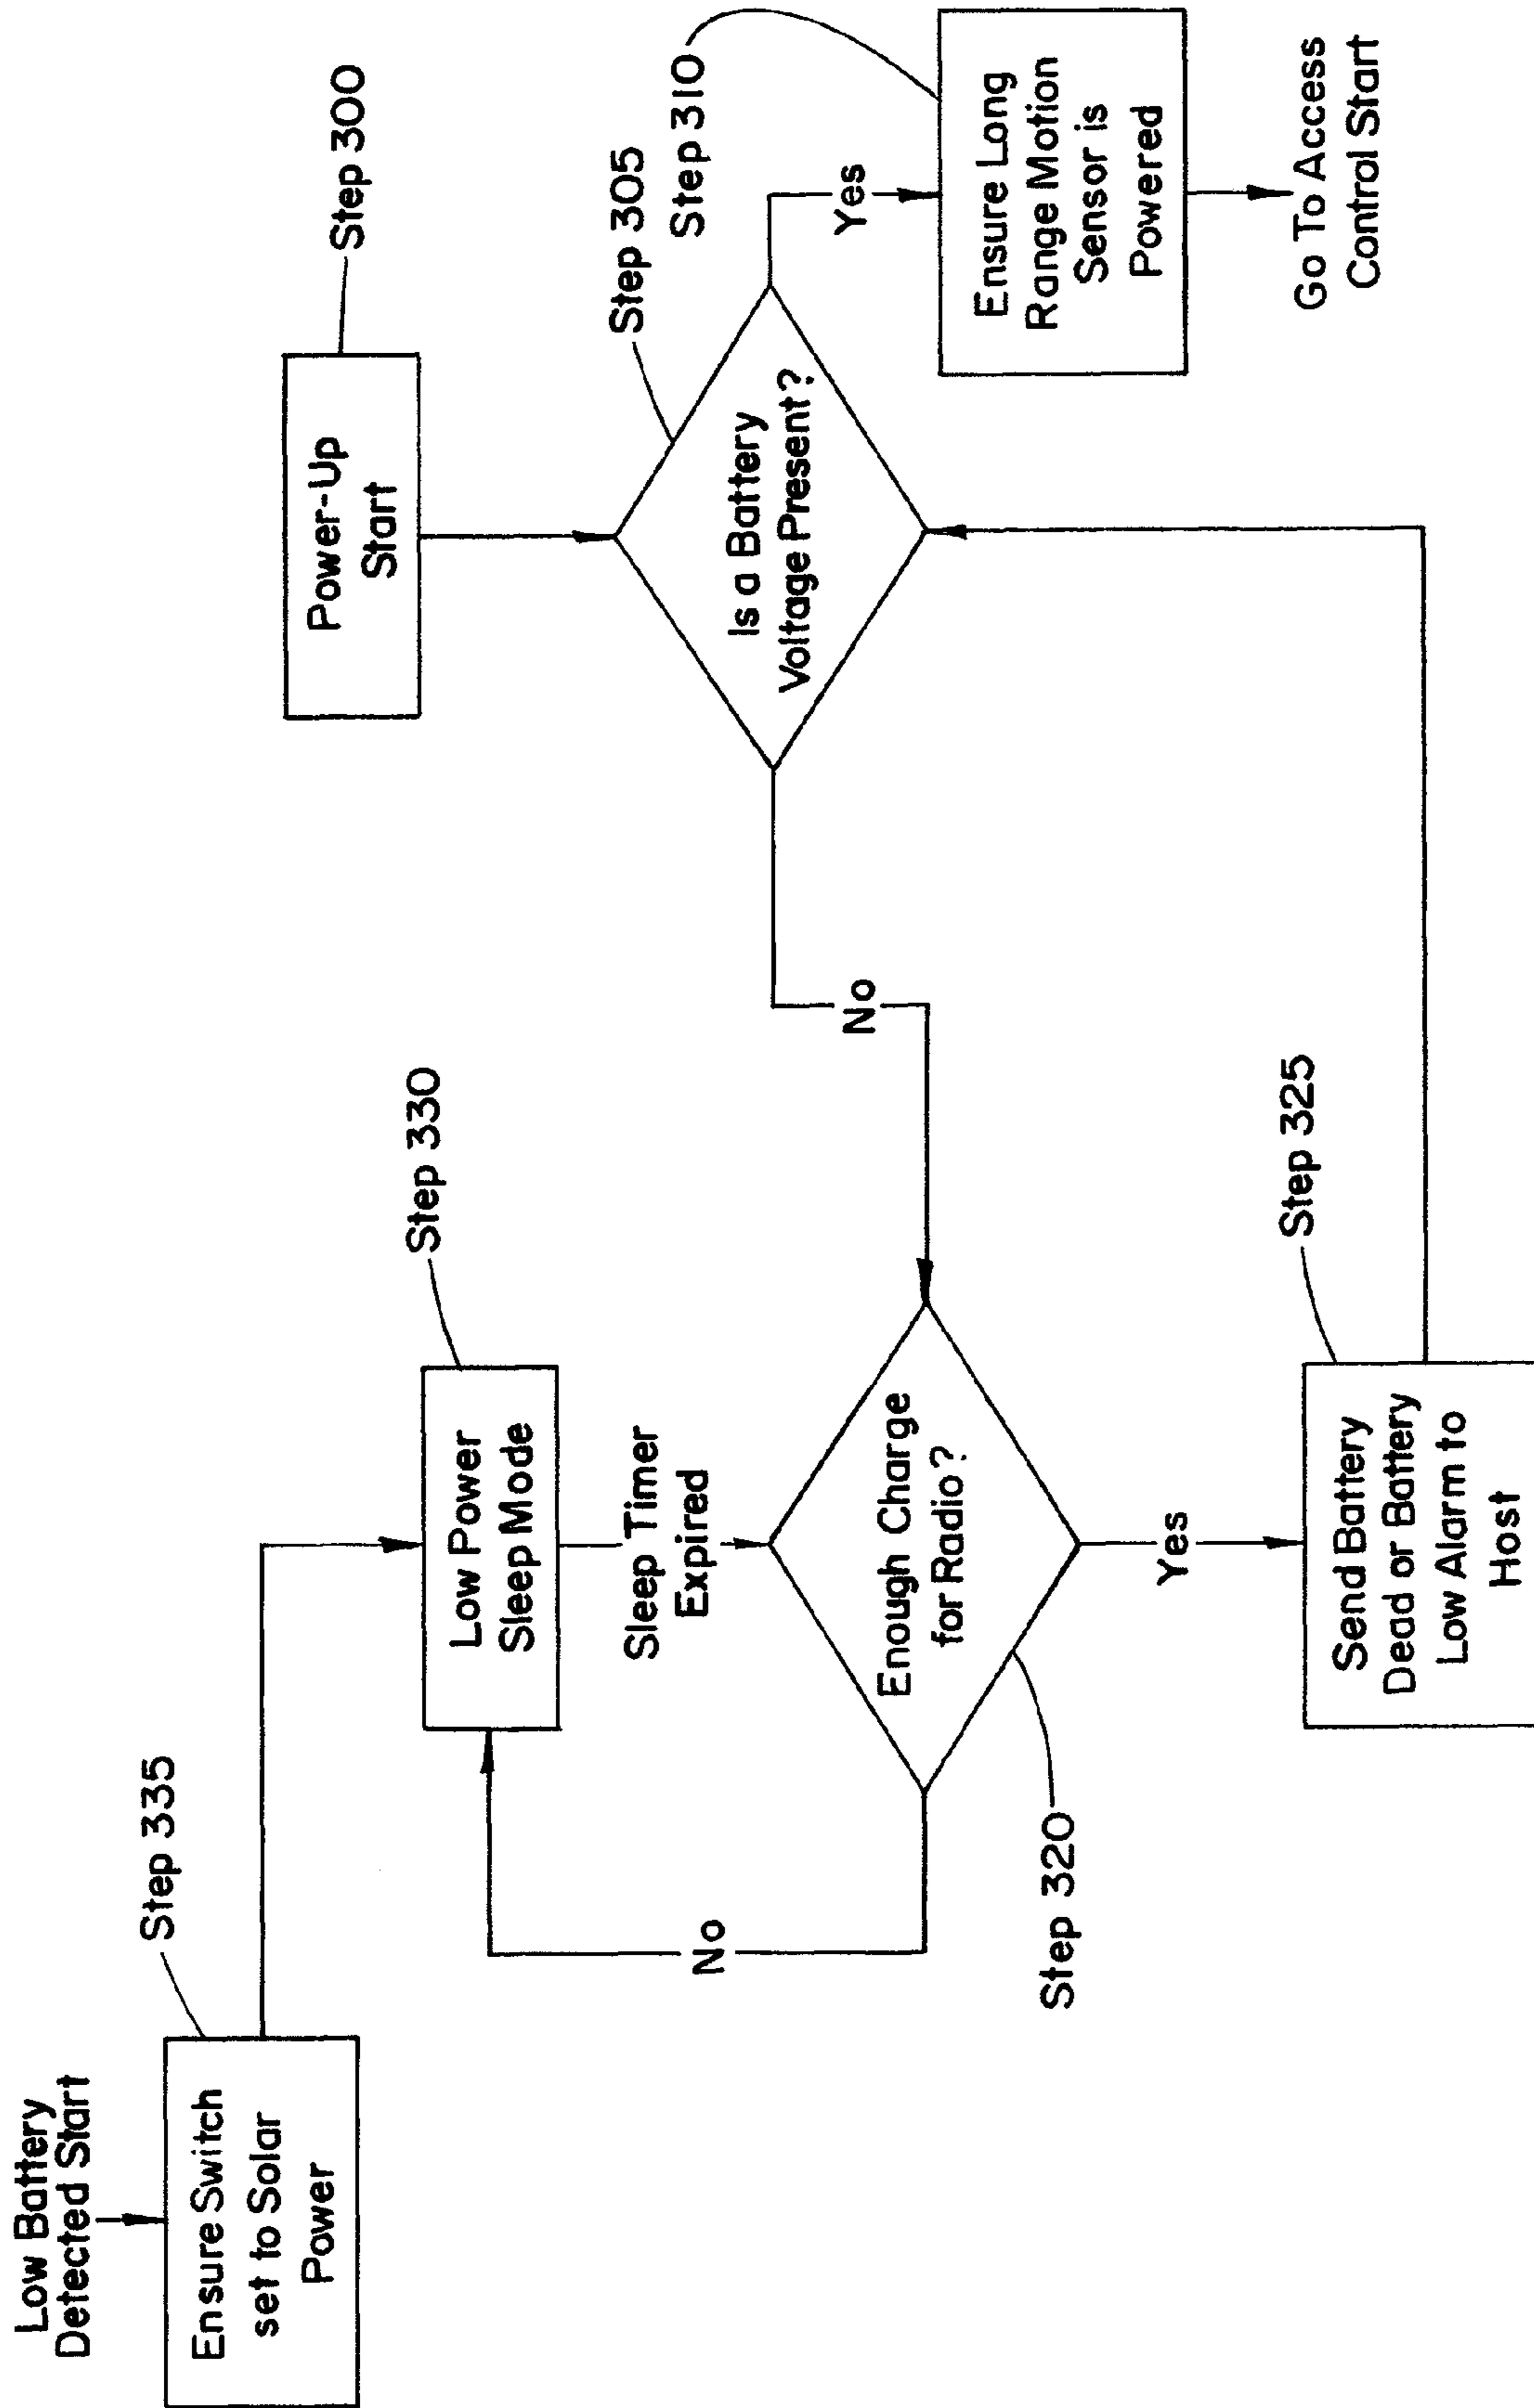 Low Battery
Detected Start
Ensure Switch
set to Solar
Power
Step 335
Low Power
Sleep Mode
Step 330
Sleep Timer
Expired
Enough Charge
for Radio?
Step 320
No
Yes
Send Battery
Dead or Battery
Low Alarm to
Host
Step 325
Power-Up
Start
Step 300
Is a Battery
Voltage Present?
Step 305
No
Yes
Step 310
Ensure Long
Range Motion
Sensor is
Powered
Go To Access
Control Start